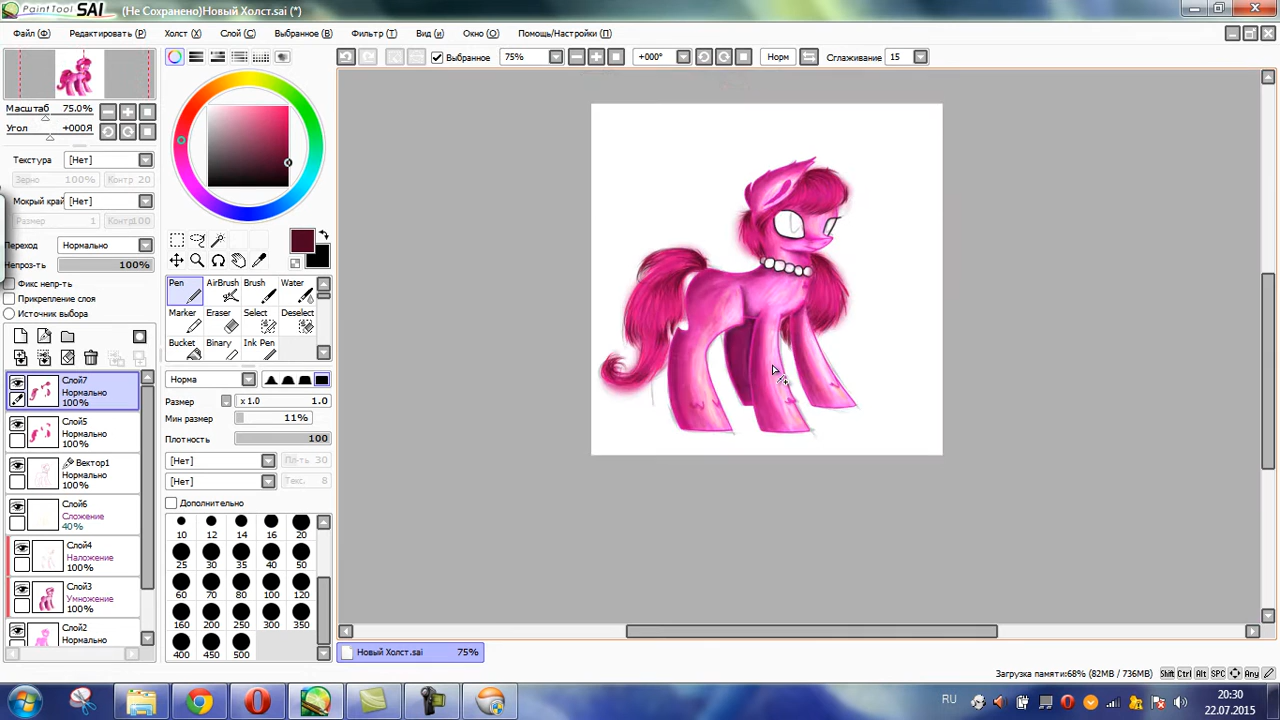 PaintTool SAI (Не Сохранено)Новый Холст.sai (*)
Файл (F) Редактировать (P) Холст (X) Слой (C) Выбранное (B) Фильтр (T) Вид (и) Окно (O) Помощь/Настройки (П)
Выбранное 75% +000° Норм Сглаживание 15
Масштаб 75.0%
Угол +000Я
Текстура [Нет]
Зерно 100% Контр 20
Мокрый край [Нет]
Размер 1 Контр100
Переход Нормально
Непроз-ть 100%
Фикс непр-ть
Прикрепление слоя
Источник выбора
Pen AirBrush Brush Water
Marker Eraser Select Deselect
Bucket Binary Ink Pen
Норма
Размер x 1.0 1.0
Мин размер 11%
Плотность 100
[Нет] Пл-ть 30
[Нет] Текс. 8
Дополнительно
10 12 14 16 20
25 30 35 40 50
60 70 80 100 120
160 200 250 300 350
400 450 500
Слой7
Нормально
100%
Слой5
Нормально
100%
Вектор1
Нормально
100%
Слой6
Сложение
40%
Слой4
Наложение
100%
Слой3
Умножение
100%
Слой2
Нормально
Новый Холст.sai 75%
Загрузка памяти:68% (82MB / 736MB) Shift Ctrl Alt SPC Any
RU 20:30
22.07.2015